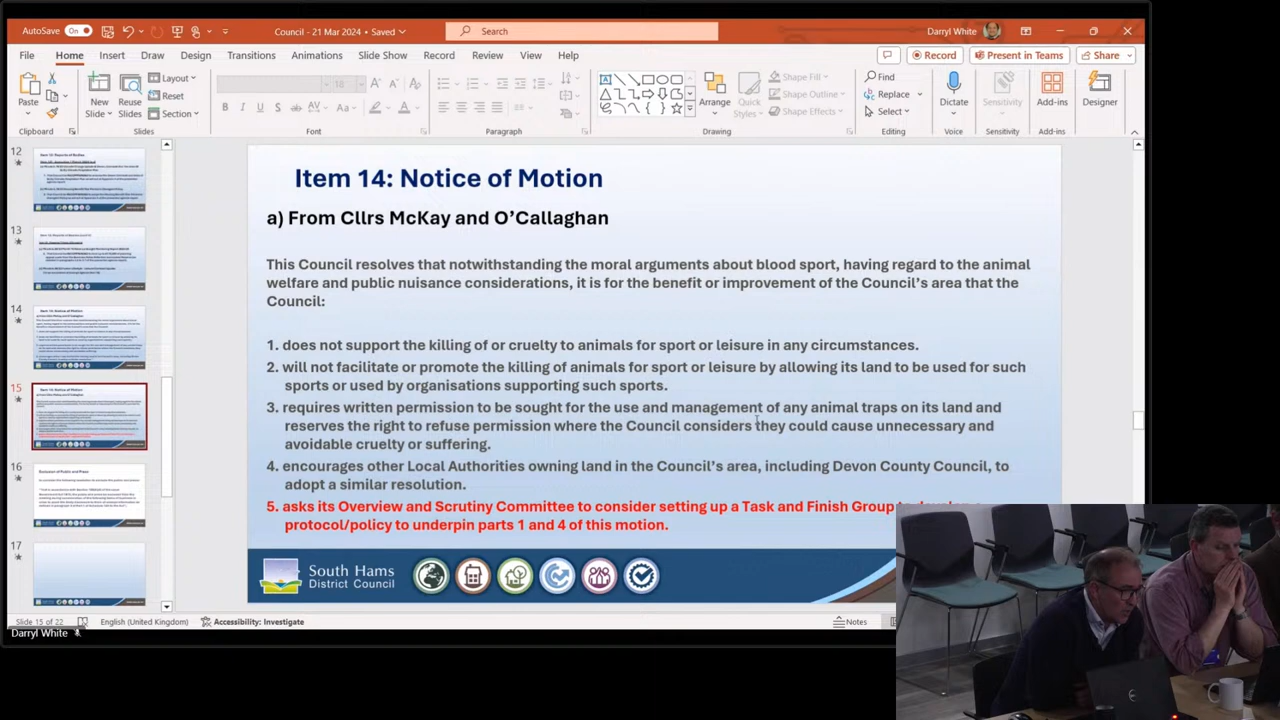 AutoSave On
Council - 21 Mar 2024 • Saved
Search
Darryl White
File Home Insert Draw Design Transitions Animations Slide Show Record Review View Help
Record Present in Teams Share
Paste
New Slide
Reuse Slides
Layout
Reset
Section
Arrange
Quick Styles
Shape Fill
Shape Outline
Shape Effects
Find
Replace
Select
Dictate
Sensitivity
Add-ins
Designer
Clipboard Slides Font Paragraph Drawing Editing Voice Sensitivity Add-ins
12
13
14
15
16
17
Item 14: Notice of Motion
a) From Cllrs McKay and O’Callaghan
This Council resolves that notwithstanding the moral arguments about blood sport, having regard to the animal
welfare and public nuisance considerations, it is for the benefit or improvement of the Council’s area that the
Council:
1. does not support the killing of or cruelty to animals for sport or leisure in any circumstances.
2. will not facilitate or promote the killing of animals for sport or leisure by allowing its land to be used for such
sports or used by organisations supporting such sports.
3. requires written permission to be sought for the use and management of any animal traps on its land and
reserves the right to refuse permission where the Council considers they could cause unnecessary and
avoidable cruelty or suffering.
4. encourages other Local Authorities owning land in the Council’s area, including Devon County Council, to
adopt a similar resolution.
5. asks its Overview and Scrutiny Committee to consider setting up a Task and Finish Group
protocol/policy to underpin parts 1 and 4 of this motion.
South Hams
District Council
Slide 15 of 22 English (United Kingdom) Accessibility: Investigate Notes
Darryl White